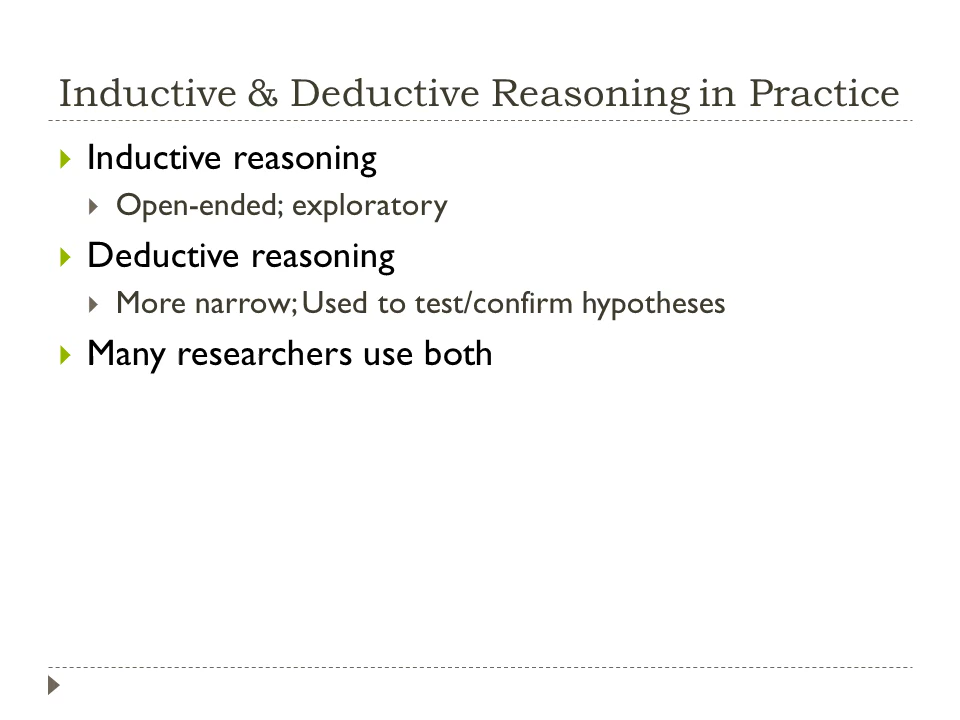 Inductive & Deductive Reasoning in Practice
Inductive reasoning
Open-ended; exploratory
Deductive reasoning
More narrow; Used to test/confirm hypotheses
Many researchers use both